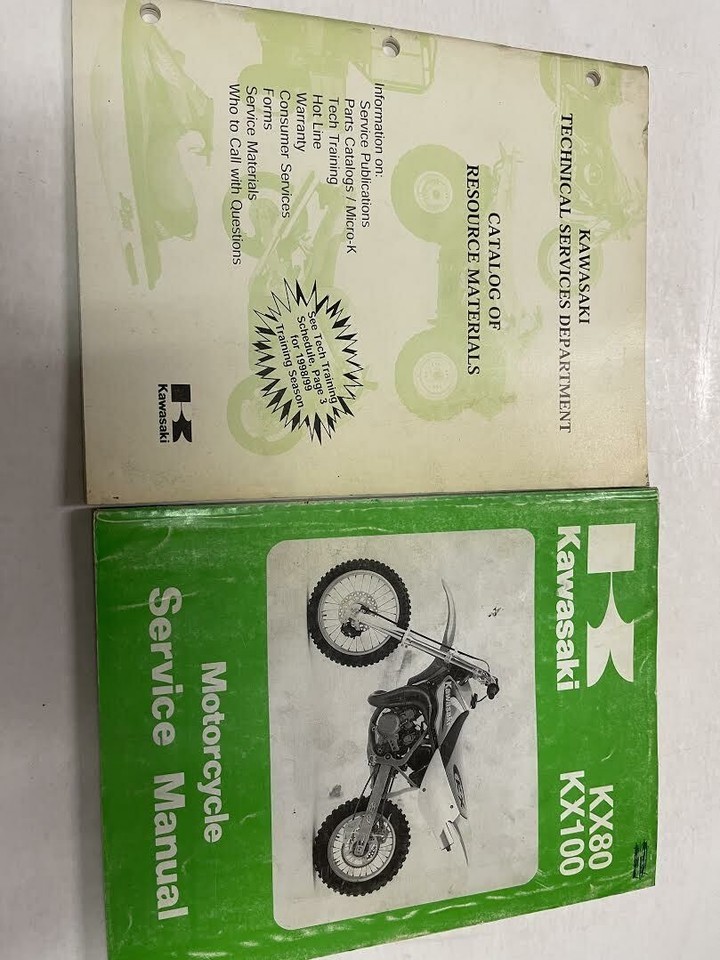 KAWASAKI
TECHNICAL SERVICES DEPARTMENT
CATALOG OF
RESOURCE MATERIALS
Information on:
Service Publications
Parts Catalogs / Micro-K
Tech Training
Hot Line
Warranty
Consumer Services
Forms
Service Materials
Who to Call with Questions
See Tech Training
Schedule, Page 3
for 1998/99
Training Season
Kawasaki
Kawasaki
KX80
KX100
Motorcycle
Service Manual